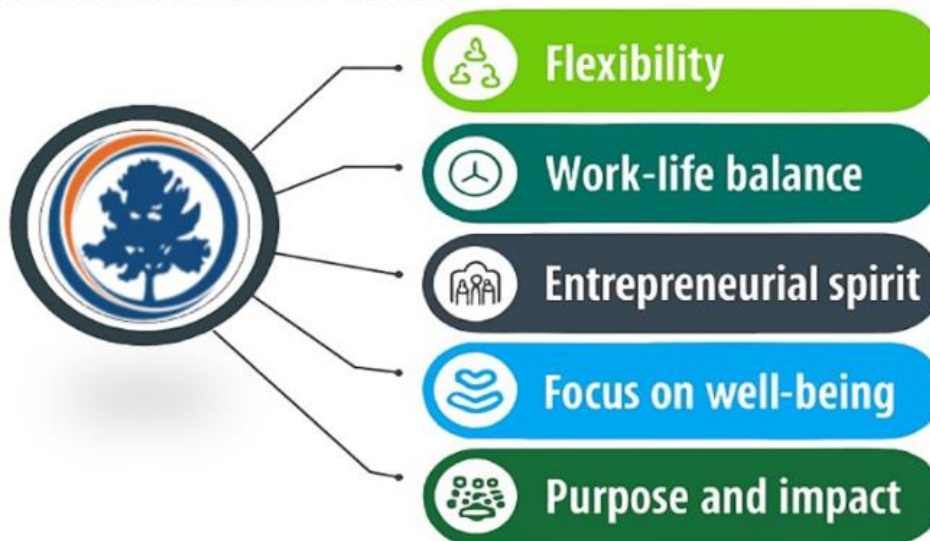 Flexibility
Work-life balance
Entrepreneurial spirit
Focus on well-being
Purpose and impact